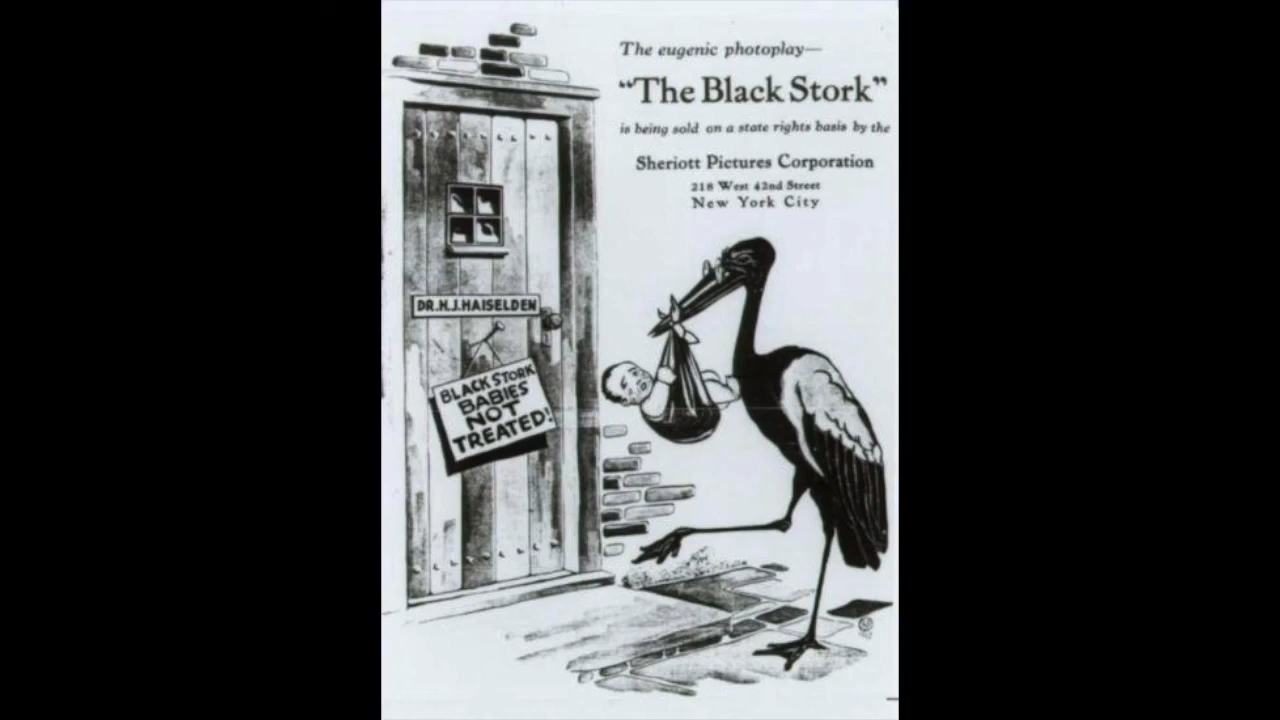 The eugenic photoplay—
"The Black Stork"
is being sold on a state rights basis by the
Sheriott Pictures Corporation
218 West 42nd Street
New York City
DR. H. J. HAISELDEN
BLACK STORK
BABIES
NOT
TREATED!